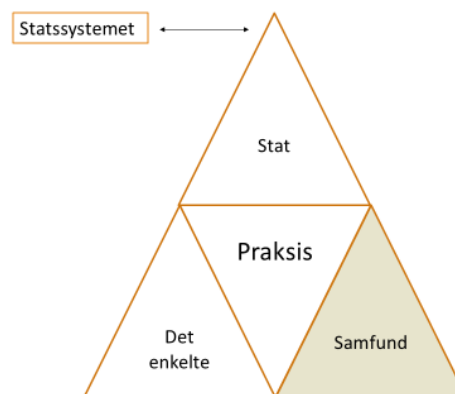 Statssystemet
Stat
Praksis
Det
enkelte
Samfund